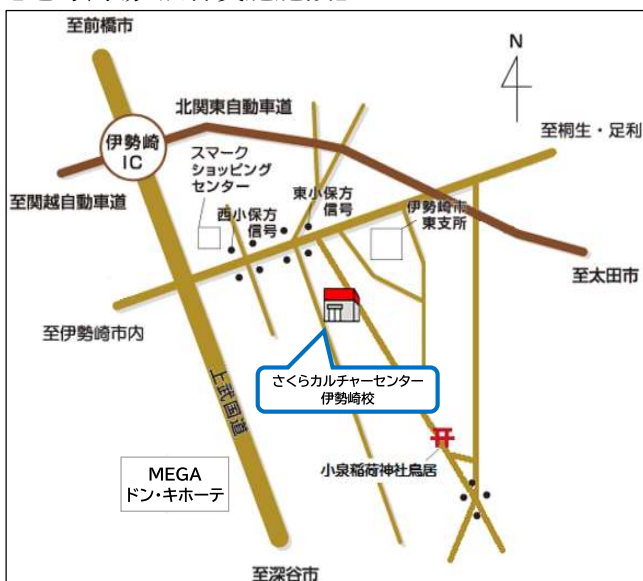 至前橋市
N
北関東自動車道
伊勢崎
IC
至桐生・足利
スマーク
ショッピング
センター
東小保方
信号
至関越自動車道
西小保方
信号
伊勢崎市
東支所
至太田市
至伊勢崎市内
さくらカルチャーセンター
伊勢崎校
上武国道
小泉稲荷神社鳥居
MEGA
ドン・キホーテ
至深谷市